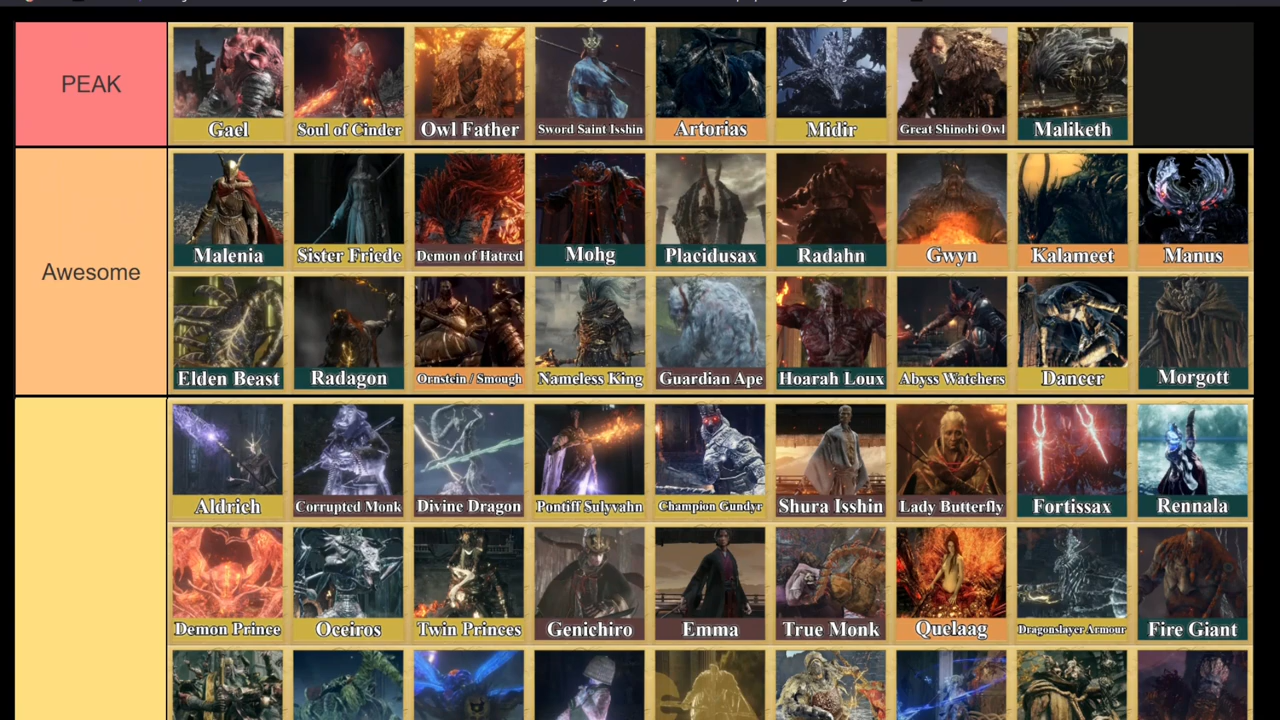 PEAK
Gael
Soul of Cinder
Owl Father
Sword Saint Isshin
Artorias
Midir
Great Shinobi Owl
Maliketh
Awesome
Malenia
Sister Friede
Demon of Hatred
Mohg
Placidusax
Radahn
Gwyn
Kalameet
Manus
Elden Beast
Radagon
Ornstein / Smough
Nameless King
Guardian Ape
Hoarah Loux
Abyss Watchers
Dancer
Morgott
Aldrich
Corrupted Monk
Divine Dragon
Pontiff Sulyvahn
Champion Gundyr
Shura Isshin
Lady Butterfly
Fortissax
Rennala
Demon Prince
Oceiros
Twin Princes
Genichiro
Emma
True Monk
Quelaag
Dragonslayer Armour
Fire Giant